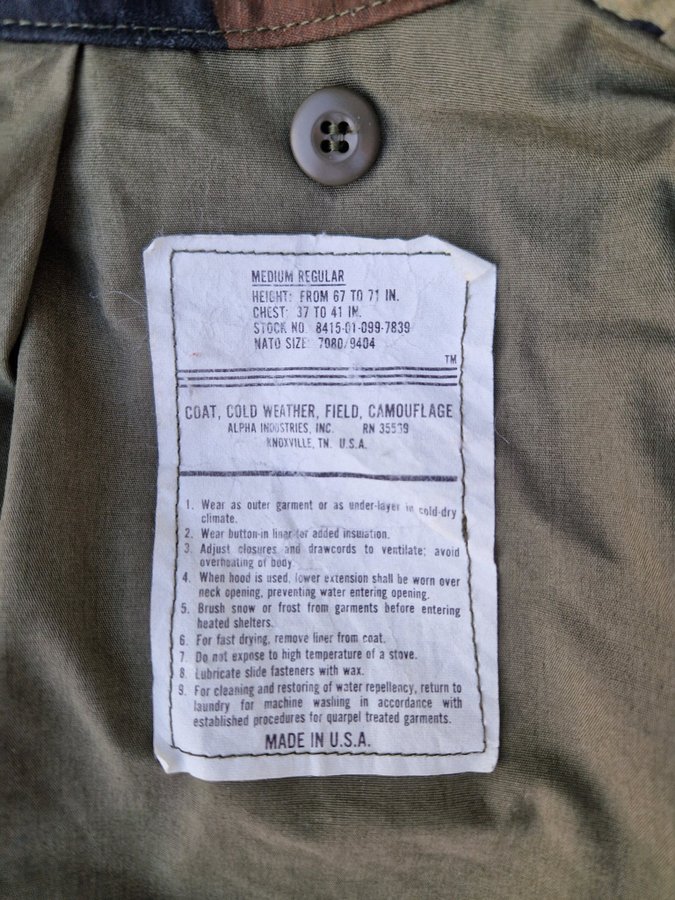 MEDIUM REGULAR
HEIGHT: FROM 67 TO 71 IN.
CHEST: 37 TO 41 IN.
STOCK NO. 8415-01-099-7839
NATO SIZE: 7080/9404
TM
COAT, COLD WEATHER, FIELD, CAMOUFLAGE
ALPHA INDUSTRIES, INC. RN 35539
KNOXVILLE, TN. U.S.A.
1. Wear as outer garment or as under-layer in cold-dry
climate.
2. Wear button-in liner for added insulation.
3. Adjust closures and drawcords to ventilate; avoid
overheating of body
4. When hood is used, lower extension shall be worn over
neck opening, preventing water entering opening.
5. Brush snow or frost from garments before entering
heated shelters.
6. For fast drying, remove liner from coat.
7. Do not expose to high temperature of a stove.
8. Lubricate slide fasteners with wax.
9. For cleaning and restoring of water repellency, return to
laundry for machine washing in accordance with
established procedures for quarpel treated garments.
MADE IN U.S.A.